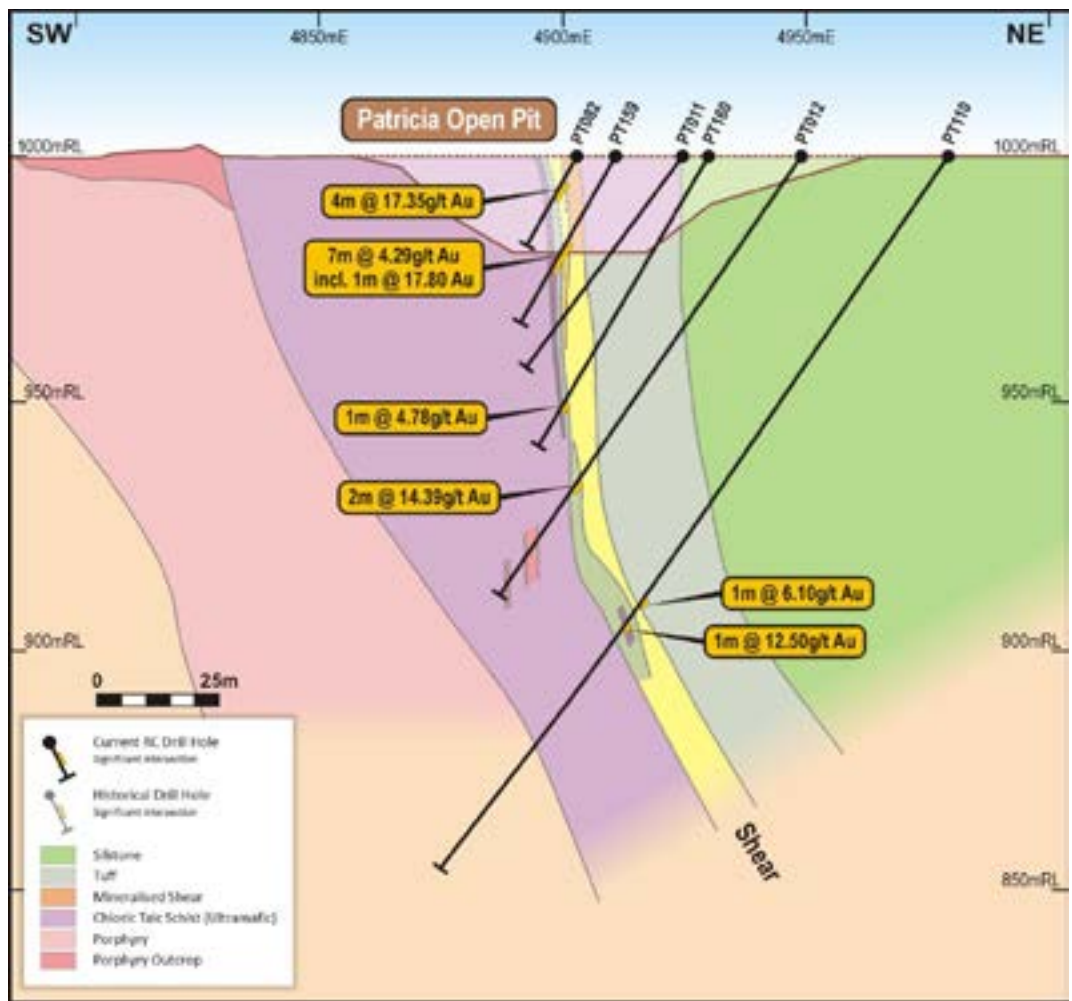 SW
4850mE
4900mE
4950mE
NE
Patricia Open Pit
PT082
PT159
PT011
PT160
PT012
PT110
1000mRL
1000mRL
4m @ 17.35g/t Au
7m @ 4.29g/t Au
incl. 1m @ 17.80 Au
950mRL
950mRL
1m @ 4.78g/t Au
2m @ 14.39g/t Au
1m @ 6.10g/t Au
1m @ 12.50g/t Au
900mRL
900mRL
0 25m
Current RC Drill Hole
Significant Intersection
Historical Drill Hole
Significant Intersection
Siltstone
Tuff
Mineralised Shear
Chloritic Talc Schist (Ultramafic)
Porphyry
Porphyry Outcrop
Shear
850mRL